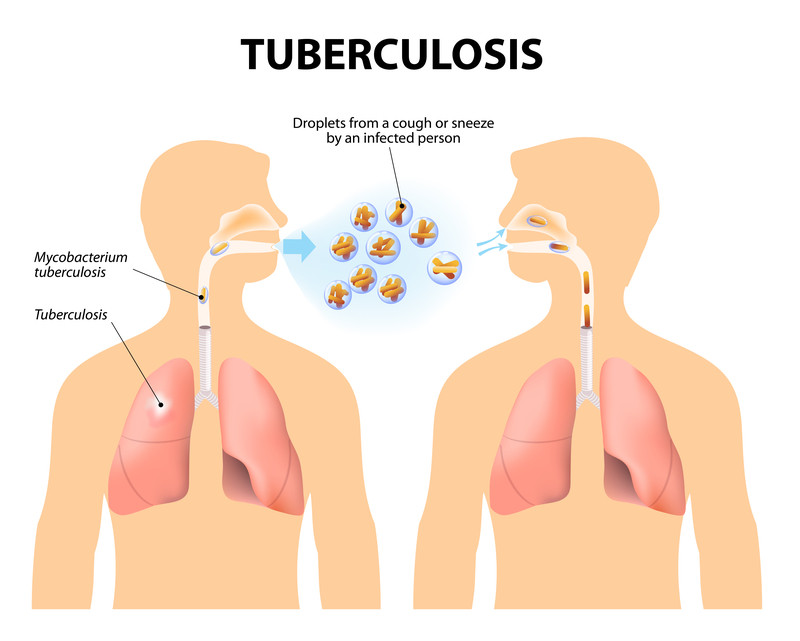 TUBERCULOSIS
Droplets from a cough or sneeze
by an infected person
Mycobacterium
tuberculosis
Tuberculosis